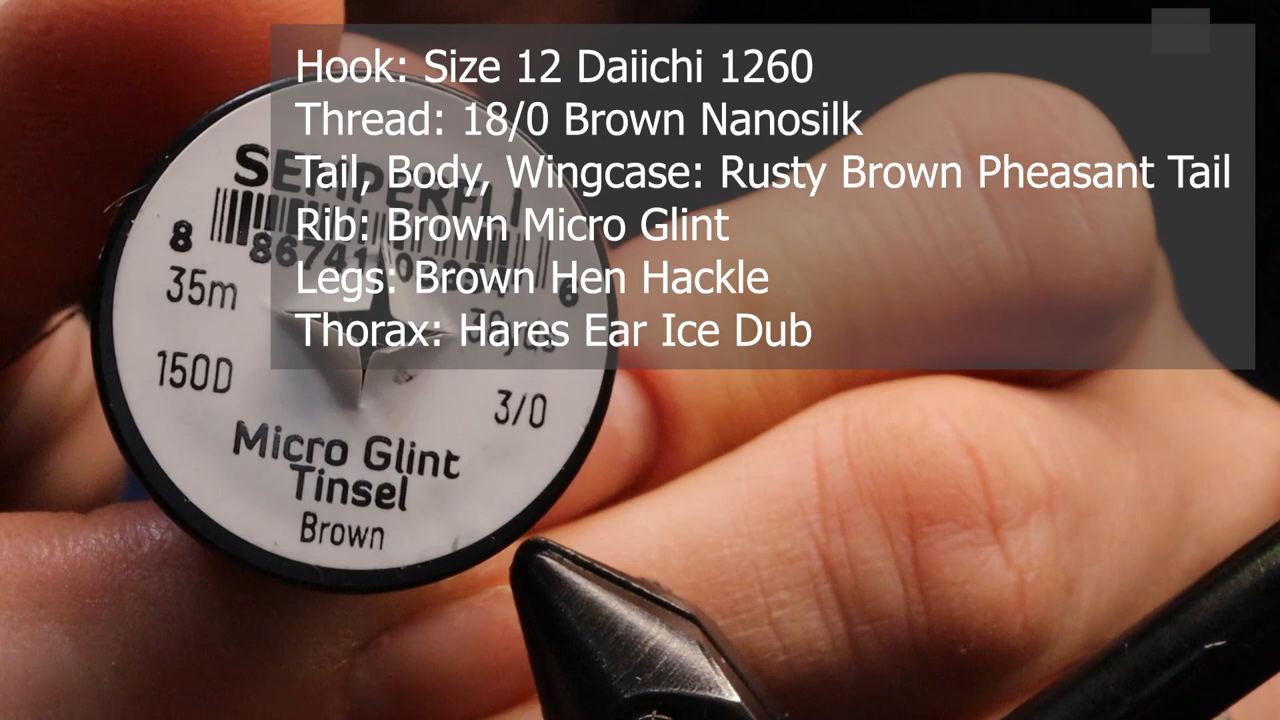 Hook: Size 12 Daiichi 1260
Thread: 18/0 Brown Nanosilk
Tail, Body, Wingcase: Rusty Brown Pheasant Tail
Rib: Brown Micro Glint
Legs: Brown Hen Hackle
Thorax: Hares Ear Ice Dub
SEMPERFLI
8
35m
150D
3/0
Micro Glint
Tinsel
Brown